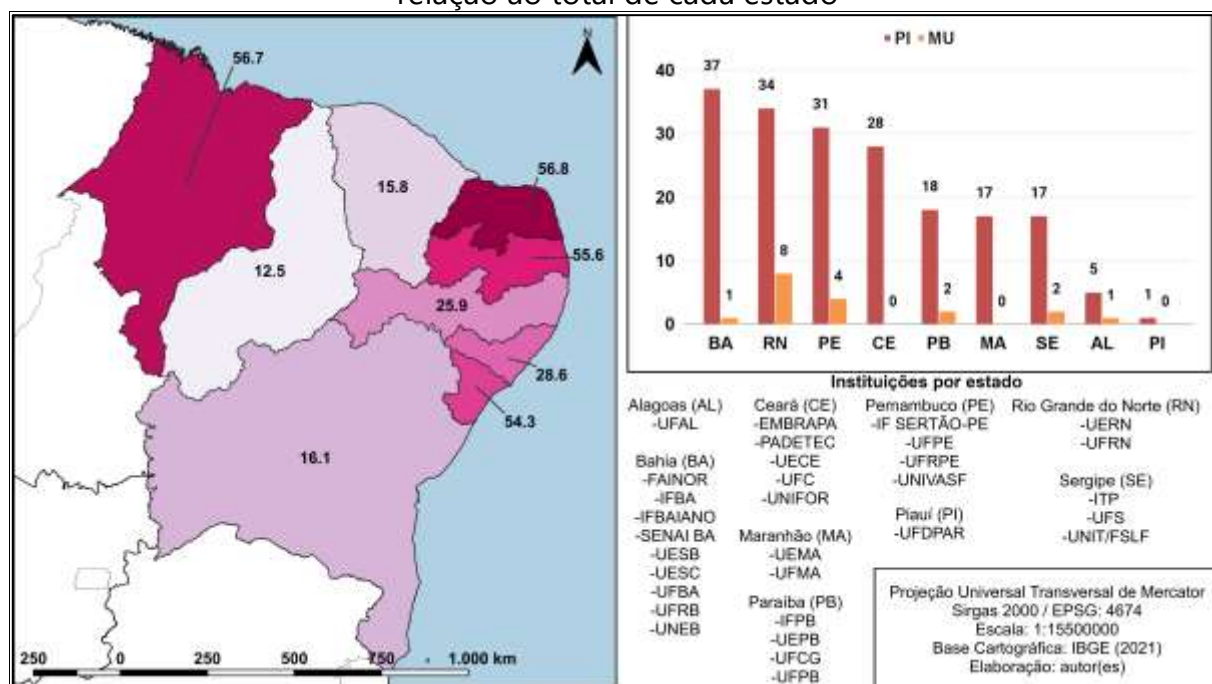 relação ao total de cada estado
N
56.7
15.8
56.8
55.6
12.5
25.9
28.6
54.3
16.1
250 0 250 500 750 1.000 km
PI MU
40
30
20
10
0
37
34
31
28
18
17
17
5
1
1
8
4
0
2
0
2
1
0
BA RN PE CE PB MA SE AL PI
Instituições por estado
Alagoas (AL)
-UFAL
Bahia (BA)
-FAINOR
-IFBA
-IFBAIANO
-SENAI BA
-UESB
-UESC
-UFBA
-UFRB
-UNEB
Ceará (CE)
-EMBRAPA
-PADETEC
-UECE
-UFC
-UNIFOR
Maranhão (MA)
-UEMA
-UFMA
Paraíba (PB)
-IFPB
-UEPB
-UFCG
-UFPB
Pernambuco (PE)
-IF SERTÃO-PE
-UFPE
-UFRPE
-UNIVASF
Piauí (PI)
-UFDPAR
Rio Grande do Norte (RN)
-UERN
-UFRN
Sergipe (SE)
-ITP
-UFS
-UNIT/FSLF
Projeção Universal Transversal de Mercator
Sirgas 2000 / EPSG: 4674
Escala: 1:15500000
Base Cartográfica: IBGE (2021)
Elaboração: autor(es)